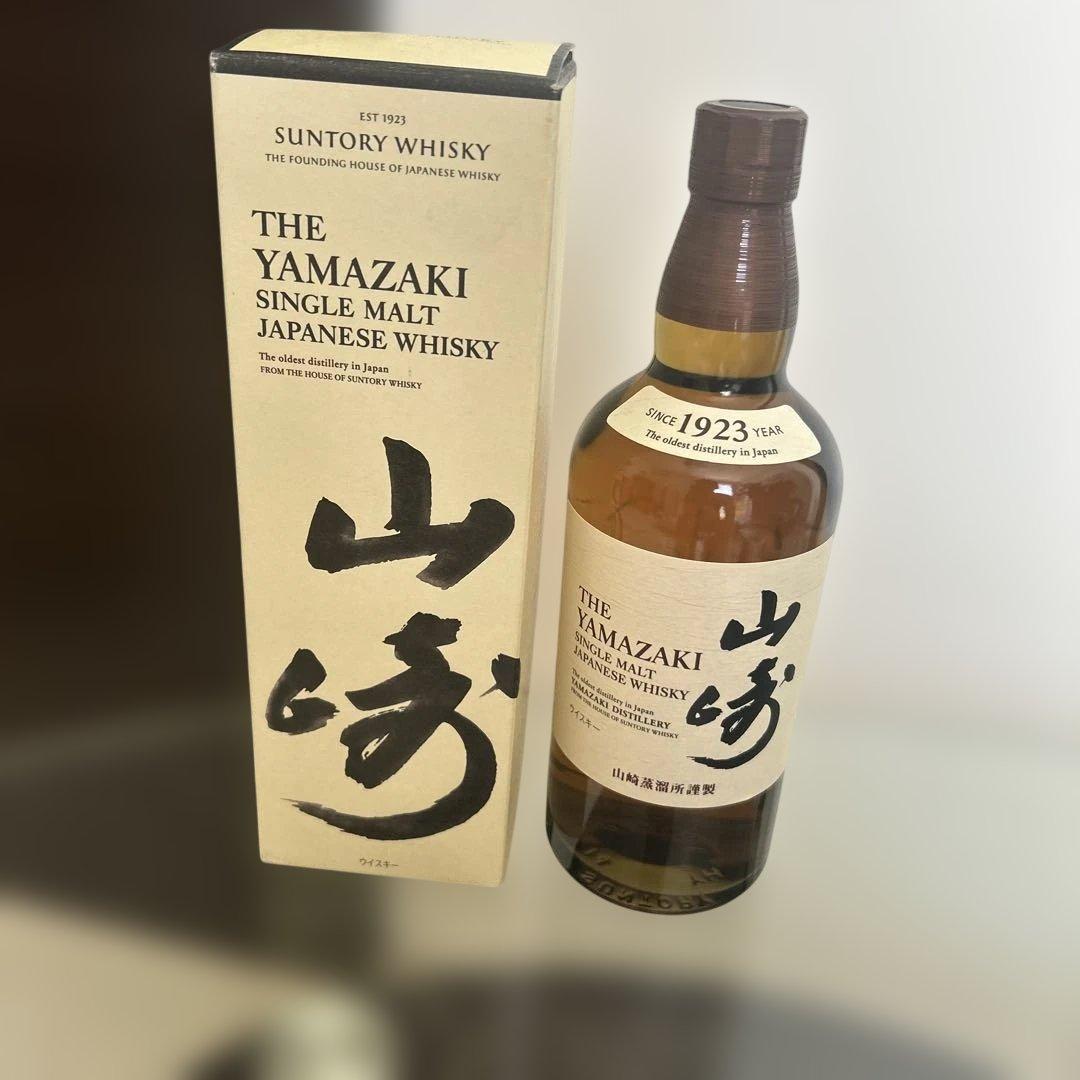 EST 1923
SUNTORY WHISKY
THE FOUNDING HOUSE OF JAPANESE WHISKY
THE
YAMAZAKI
SINGLE MALT
JAPANESE WHISKY
The oldest distillery in Japan
FROM THE HOUSE OF SUNTORY WHISKY
山
崎
ウイスキー
SINCE 1923 YEAR
The oldest distillery in Japan
THE
YAMAZAKI
SINGLE MALT
JAPANESE WHISKY
The oldest distillery in Japan
YAMAZAKI DISTILLERY
FROM THE HOUSE OF SUNTORY WHISKY
ウイスキー
山
崎
山崎蒸溜所謹製